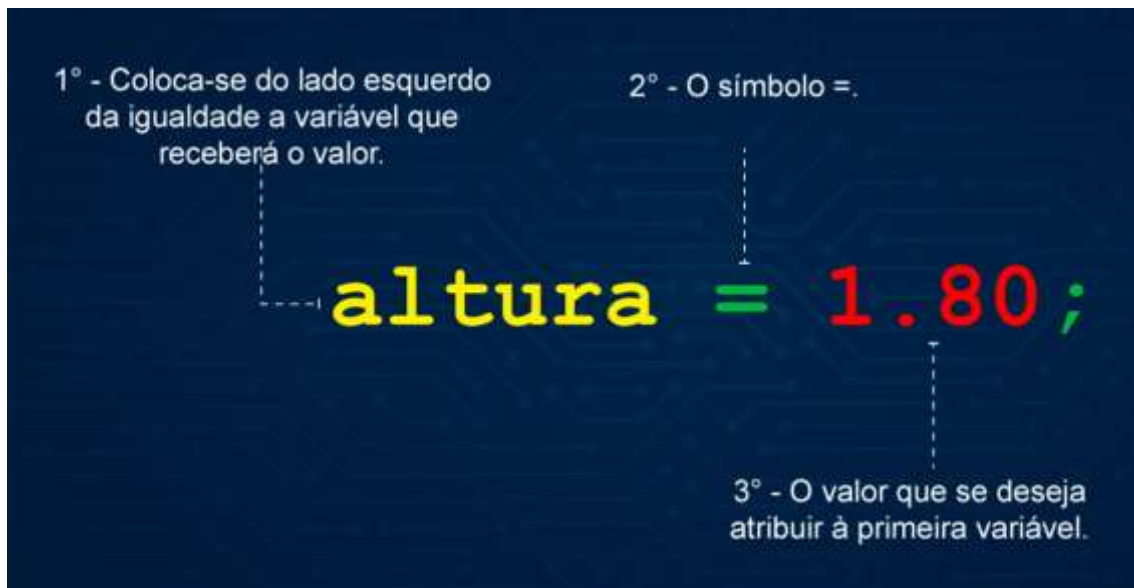 1° - Coloca-se do lado esquerdo
da igualdade a variável que
receberá o valor.
2° - O símbolo =.
altura = 1.80;
3° - O valor que se deseja
atribuir à primeira variável.